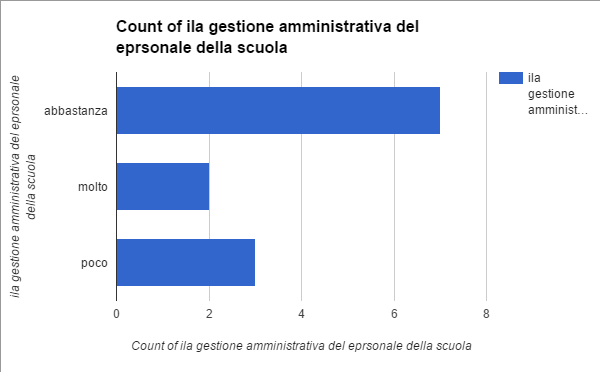 Count of ila gestione amministrativa del
eprsonale della scuola
ila gestione amministrativa del eprsonale
della scuola
abbastanza
molto
poco
0 2 4 6 8
Count of ila gestione amministrativa del eprsonale della scuola
ila
gestione
amminist...